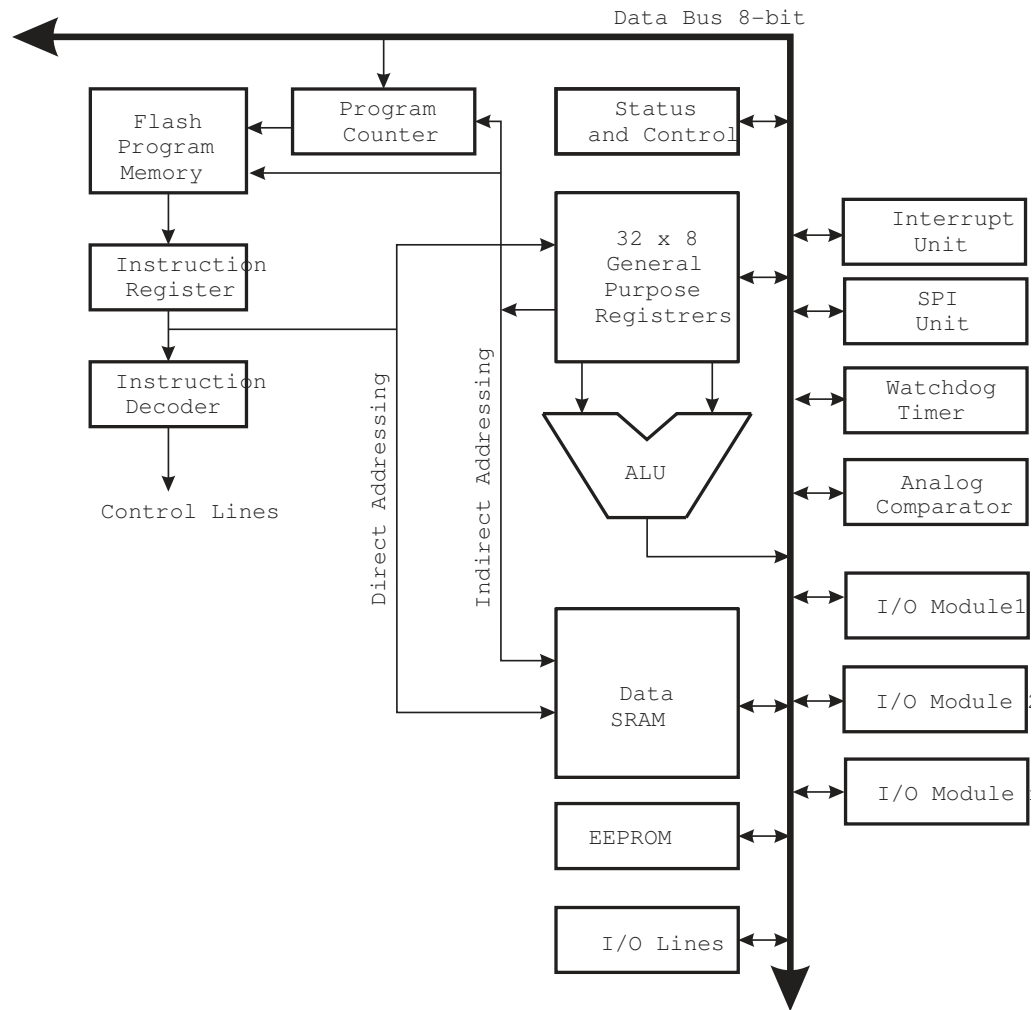 Data Bus 8-bit
Flash
Program
Memory
Program
Counter
Status
and Control
32 x 8
General
Purpose
Registrers
Interrupt
Unit
Instruction
Register
SPI
Unit
Instruction
Decoder
Watchdog
Timer
Control Lines
Direct Addressing
Indirect Addressing
ALU
Analog
Comparator
I/O Module1
Data
SRAM
I/O Module 2
I/O Module
EEPROM
I/O Lines